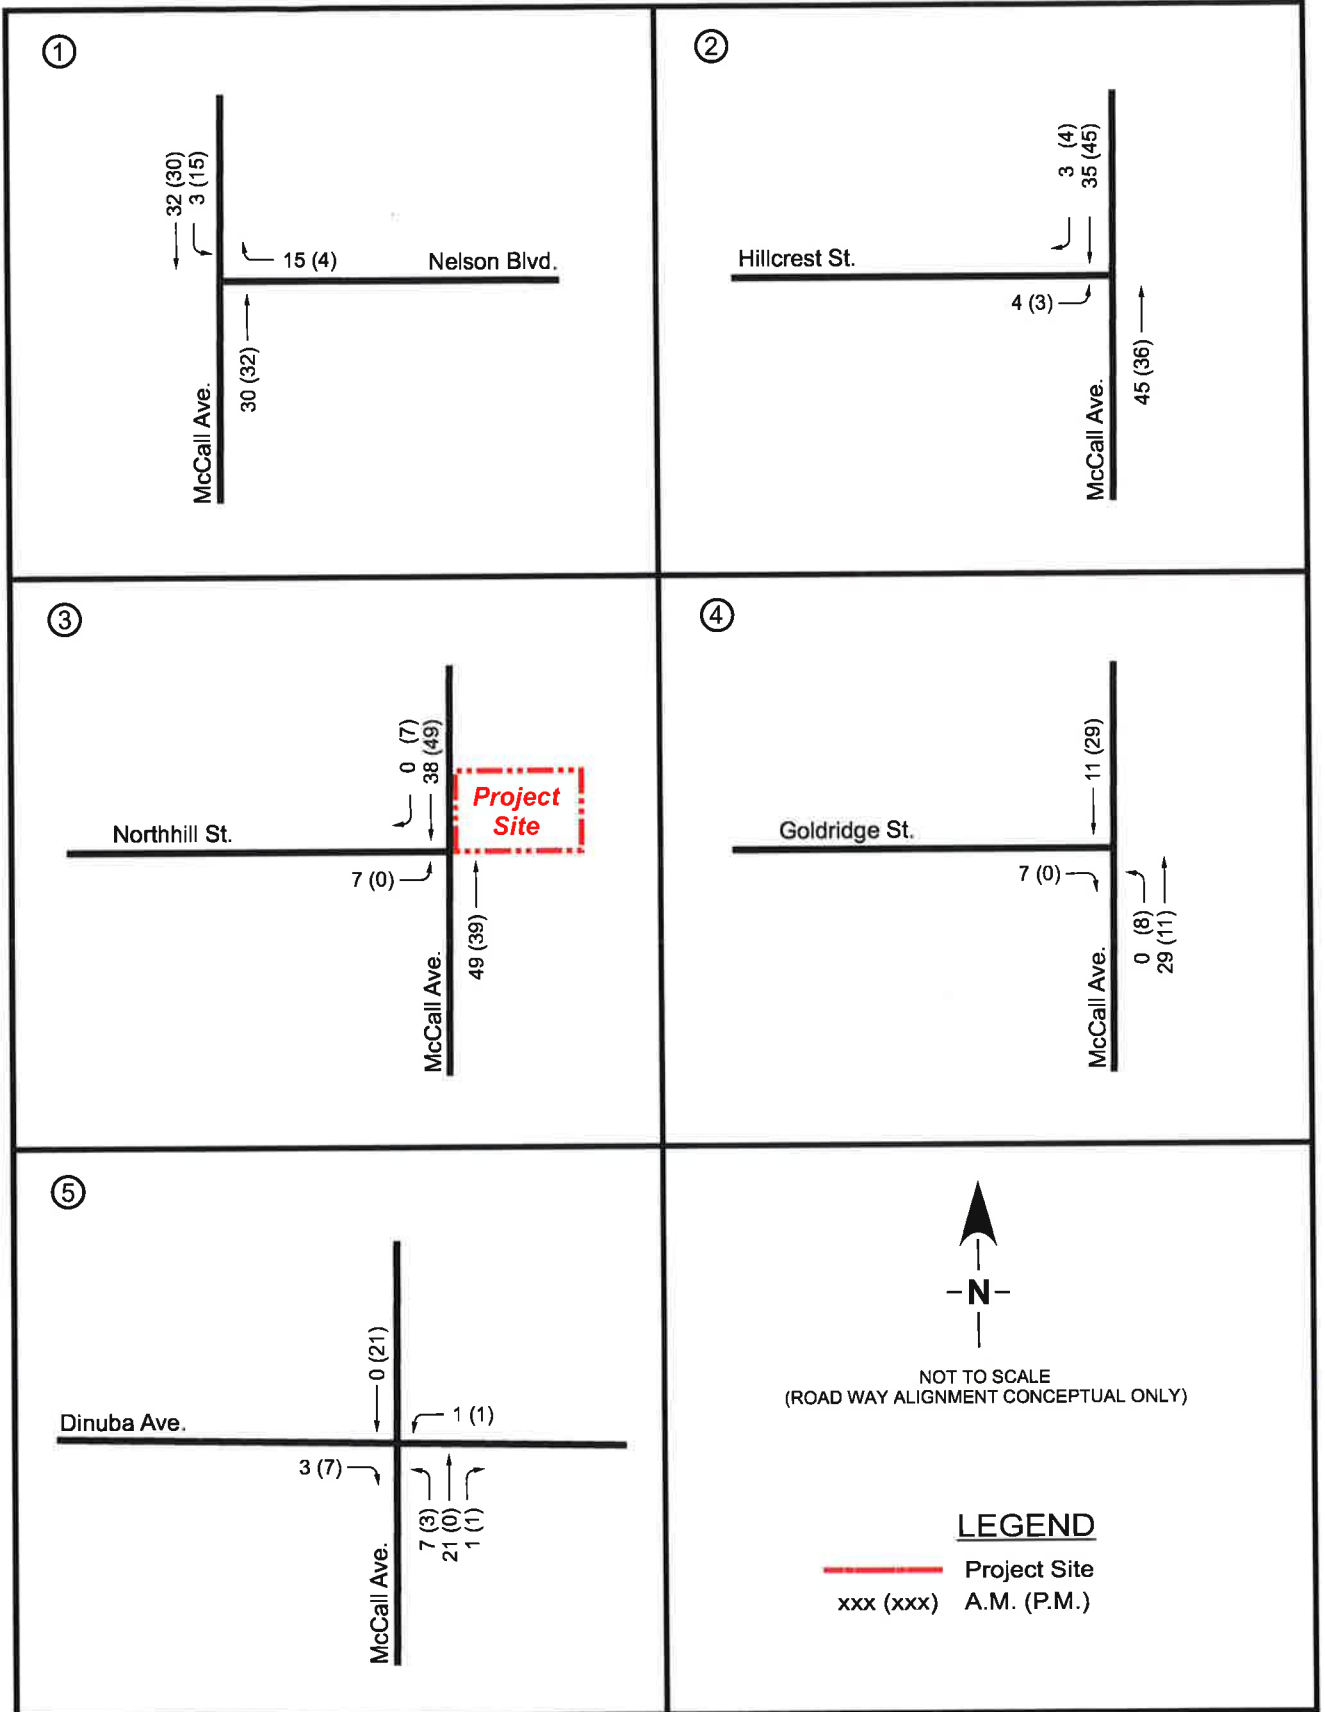 1
32 (30)
3 (15)
15 (4)
Nelson Blvd.
30 (32)
McCall Ave.
2
3 (4)
35 (45)
Hillcrest St.
4 (3)
45 (36)
McCall Ave.
3
0 (7)
38 (49)
Project
Site
Northhill St.
7 (0)
49 (39)
McCall Ave.
4
11 (29)
Goldridge St.
7 (0)
0 (8)
29 (11)
McCall Ave.
5
0 (21)
1 (1)
Dinuba Ave.
3 (7)
7 (3)
21 (0)
1 (1)
McCall Ave.
N
NOT TO SCALE
(ROAD WAY ALIGNMENT CONCEPTUAL ONLY)
LEGEND
Project Site
xxx (xxx) A.M. (P.M.)